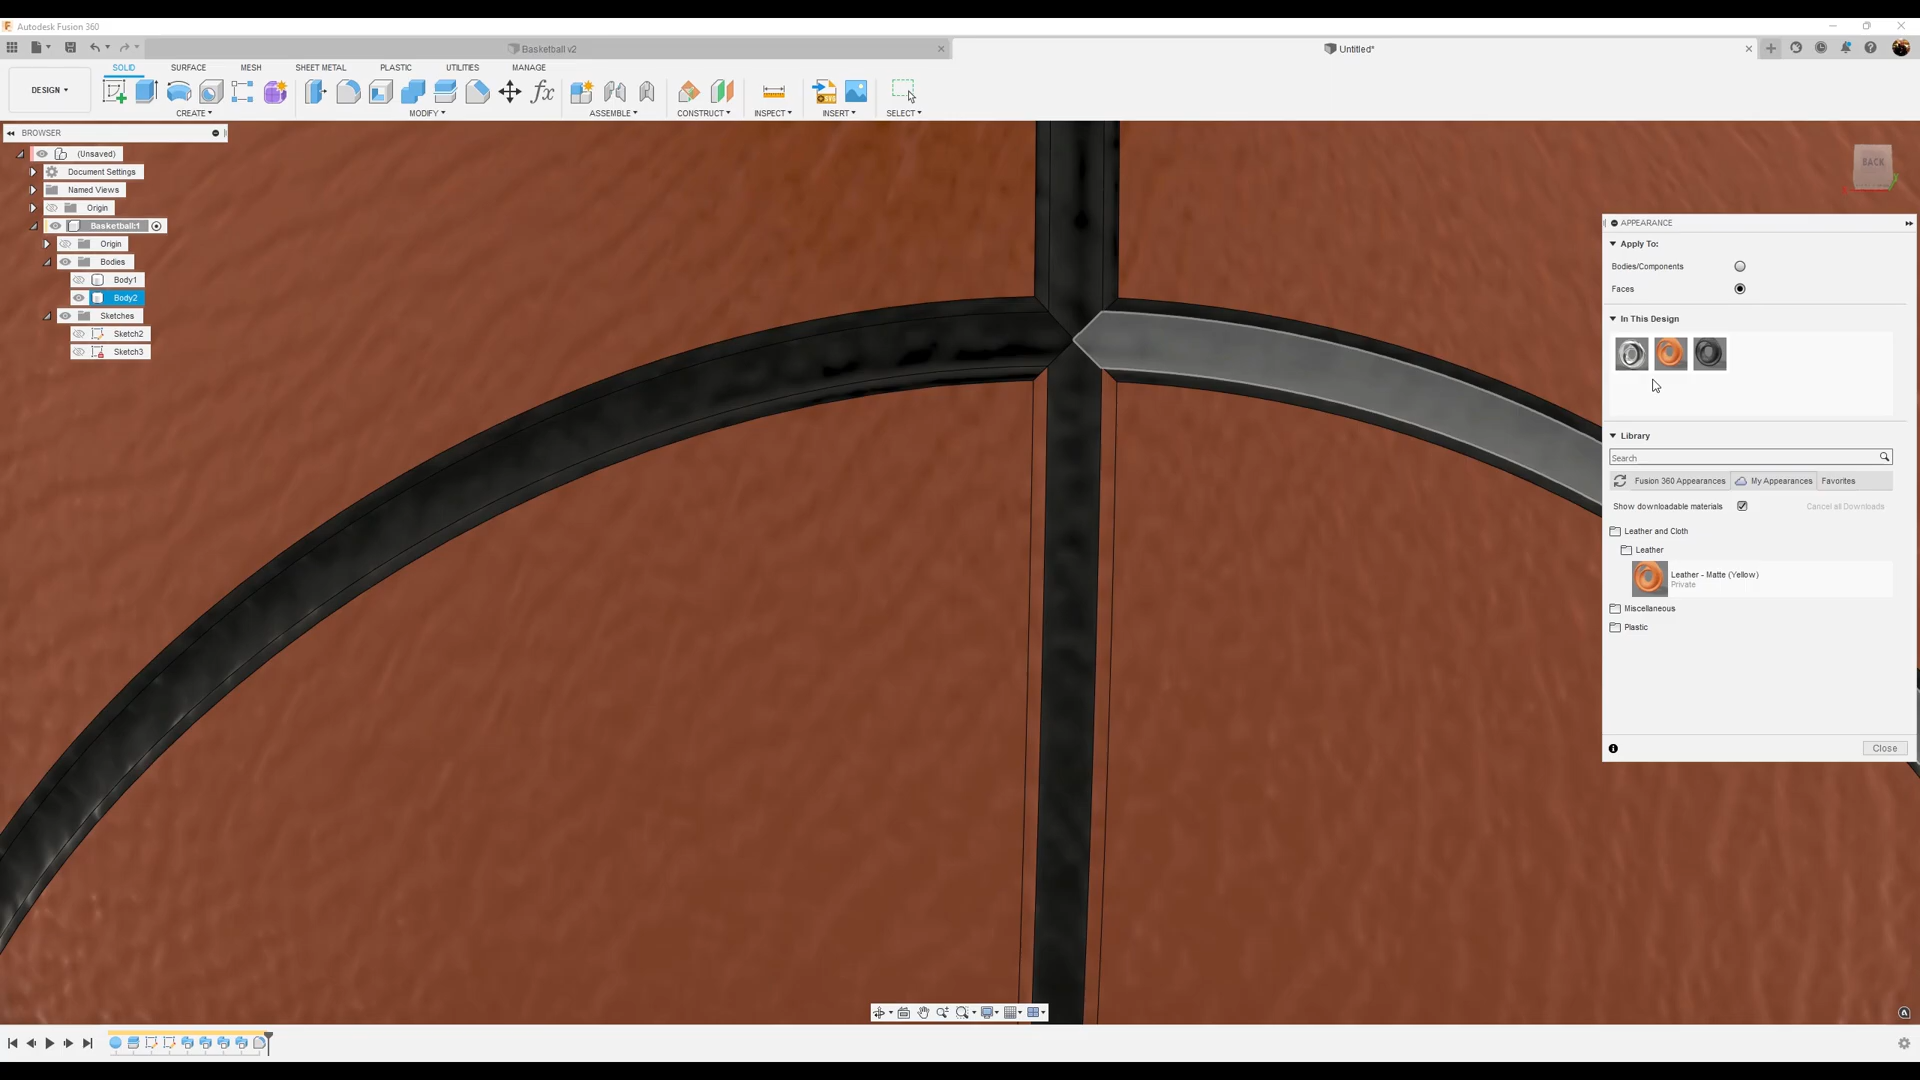 Autodesk Fusion 360
Basketball v2
Untitled*
DESIGN
SOLID
SURFACE
MESH
SHEET METAL
PLASTIC
UTILITIES
MANAGE
CREATE
MODIFY
ASSEMBLE
CONSTRUCT
INSPECT
INSERT
SELECT
BROWSER
(Unsaved)
Document Settings
Named Views
Origin
Basketball:1
Origin
Bodies
Body1
Body2
Sketches
Sketch2
Sketch3
BACK
APPEARANCE
Apply To:
Bodies/Components
Faces
In This Design
Library
Search
Fusion 360 Appearances
My Appearances
Favorites
Show downloadable materials
Cancel all Downloads
Leather and Cloth
Leather
Leather - Matte (Yellow)
Private
Miscellaneous
Plastic
Close